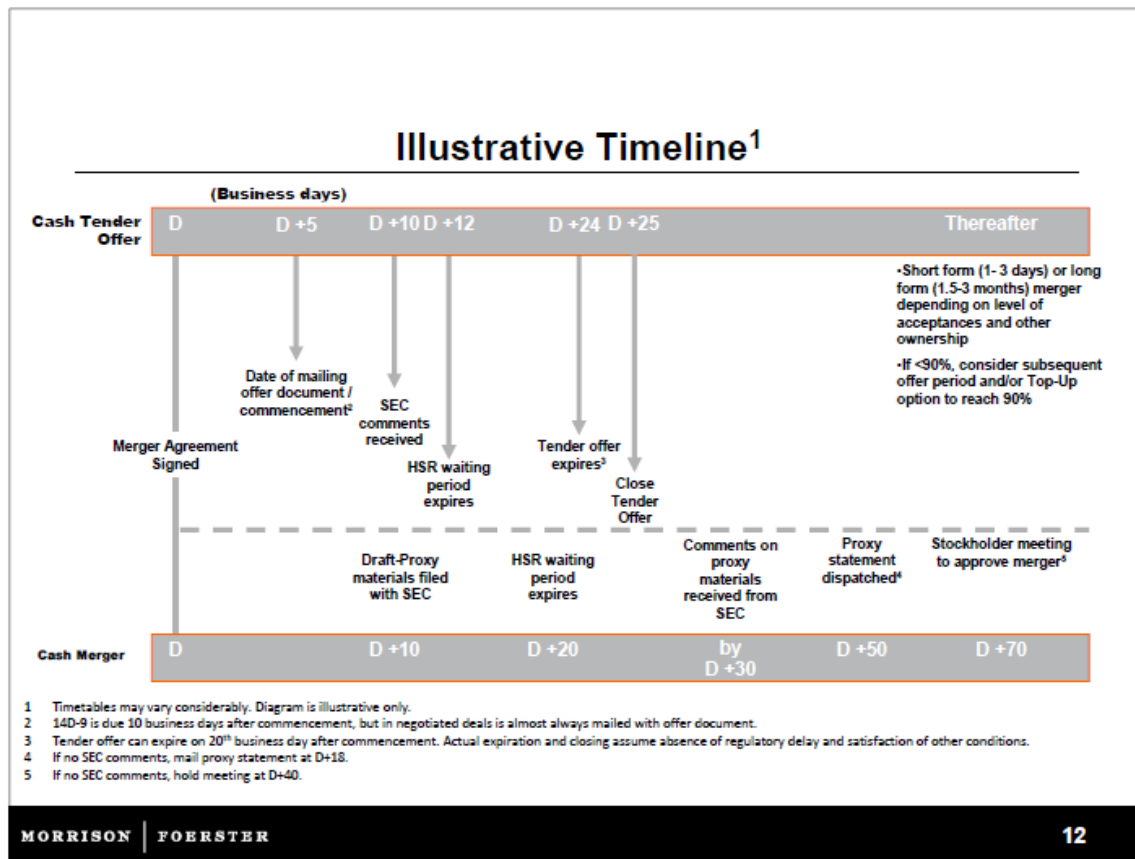 Illustrative Timeline1
(Business days)
Cash Tender
Offer
D
D +5
D +10
D +12
D +24
D +25
Thereafter
•Short form (1- 3 days) or long
form (1.5-3 months) merger
depending on level of
acceptances and other
ownership
•If <90%, consider subsequent
offer period and/or Top-Up
option to reach 90%
Date of mailing
offer document /
commencement2
SEC
comments
received
Merger Agreement
Signed
HSR waiting
period
expires
Tender offer
expires3
Close
Tender
Offer
Draft-Proxy
materials filed
with SEC
HSR waiting
period
expires
Comments on
proxy
materials
received from
SEC
Proxy
statement
dispatched4
Stockholder meeting
to approve merger5
Cash Merger
D
D +10
D +20
by
D +30
D +50
D +70
1 Timetables may vary considerably. Diagram is illustrative only.
2 14D-9 is due 10 business days after commencement, but in negotiated deals is almost always mailed with offer document.
3 Tender offer can expire on 20th business day after commencement. Actual expiration and closing assume absence of regulatory delay and satisfaction of other conditions.
4 If no SEC comments, mail proxy statement at D+18.
5 If no SEC comments, hold meeting at D+40.
MORRISON | FOERSTER
12